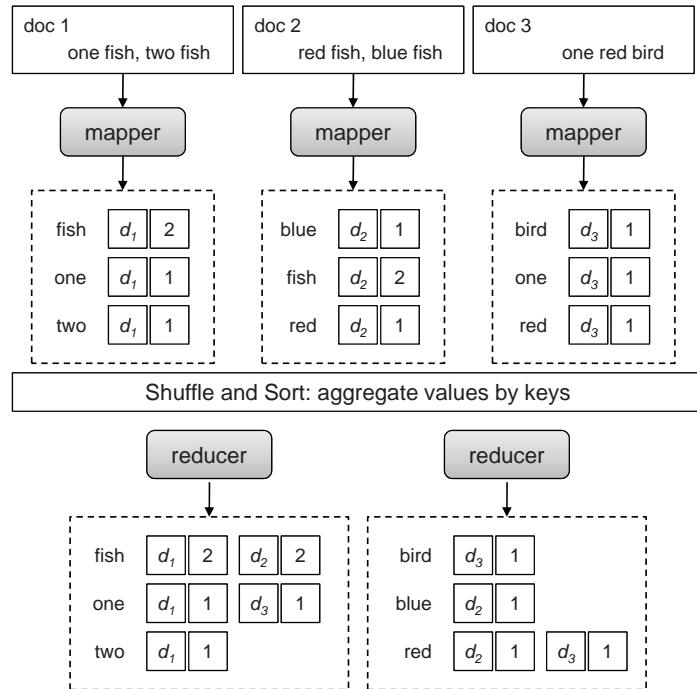 doc 1 doc 2 doc 3
one fish, two fish red fish, blue fish one red bird
mapper mapper mapper
fish d1 2 blue d2 1 bird d3 1
one d1 1 fish d2 2 one d3 1
two d1 1 red d2 1 red d3 1
Shuffle and Sort: aggregate values by keys
reducer reducer
fish d1 2 d2 2 bird d3 1
one d1 1 d3 1 blue d2 1
two d1 1 red d2 1 d3 1